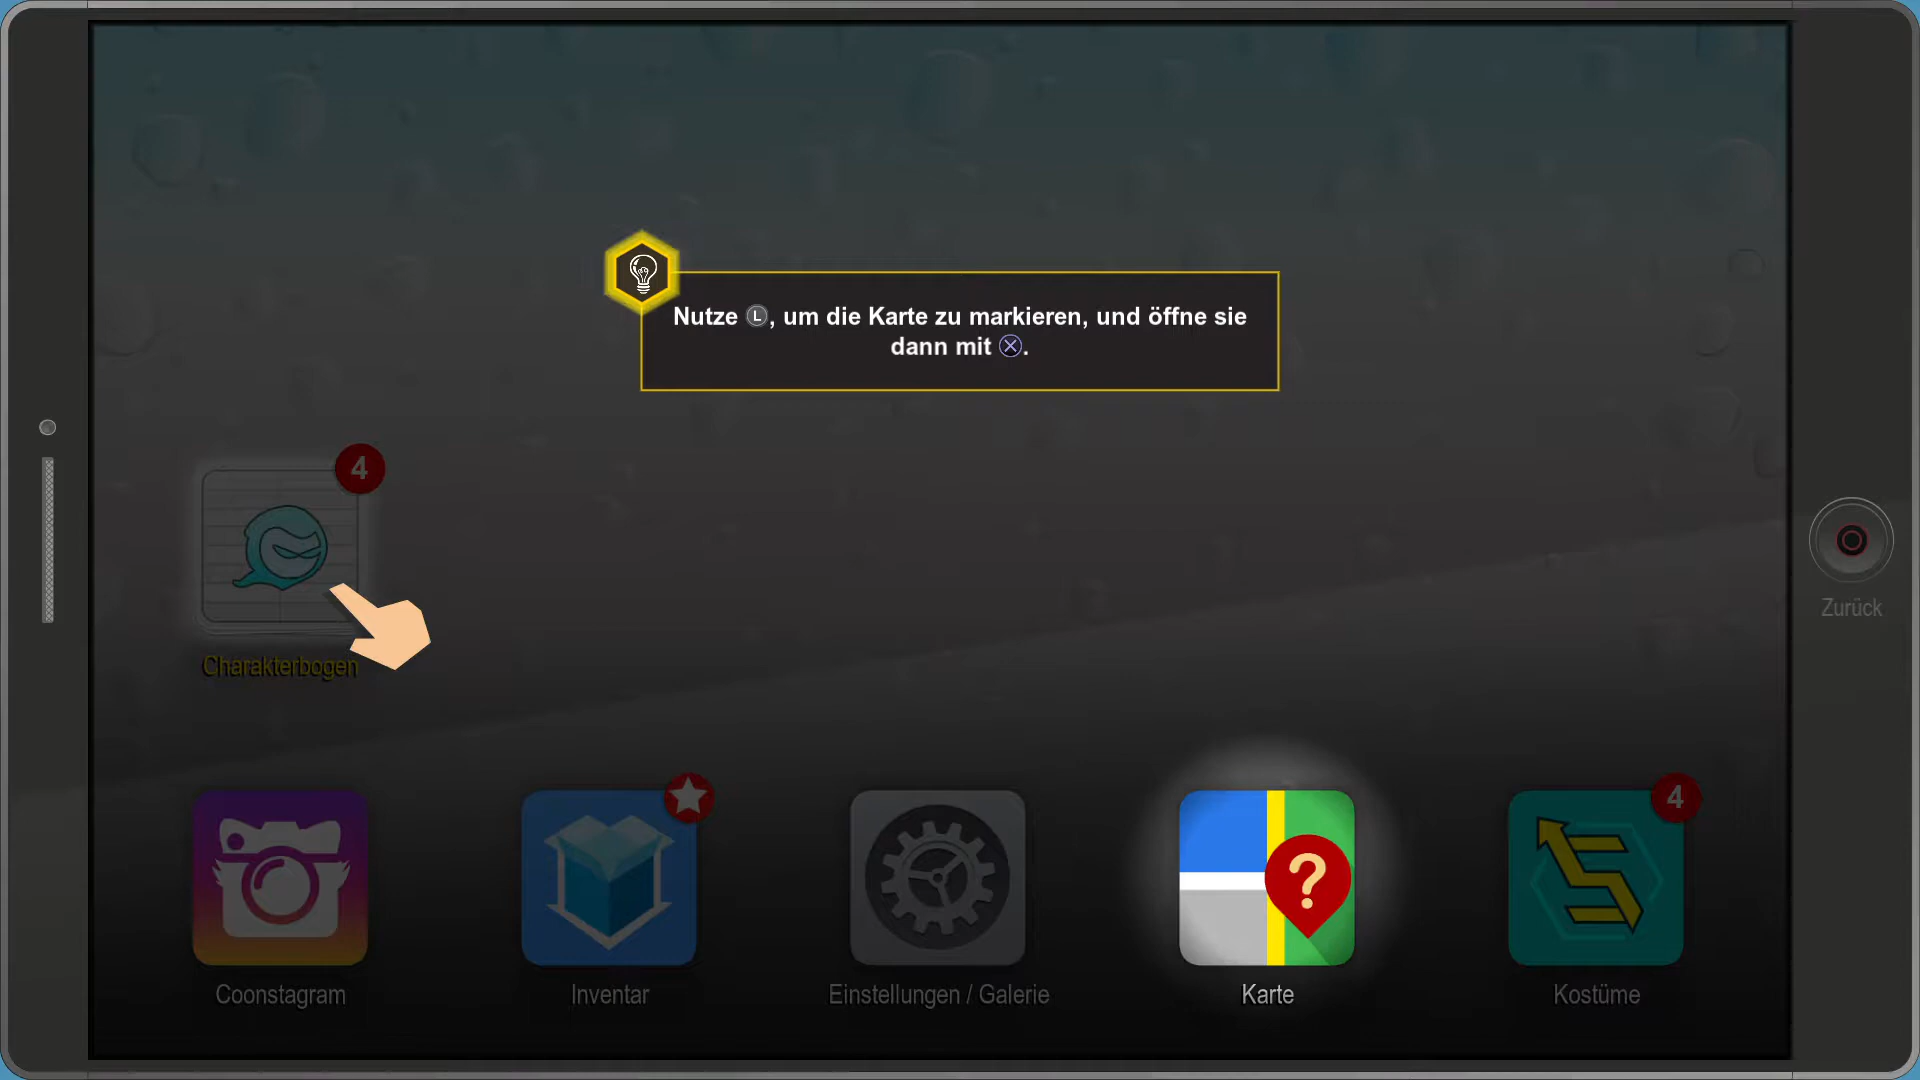 Nutze L, um die Karte zu markieren, und öffne sie
dann mit ⓧ.
4
Charakterbogen
Zurück
4
?
Coonstagram
Inventar
Einstellungen / Galerie
Karte
Kostüme